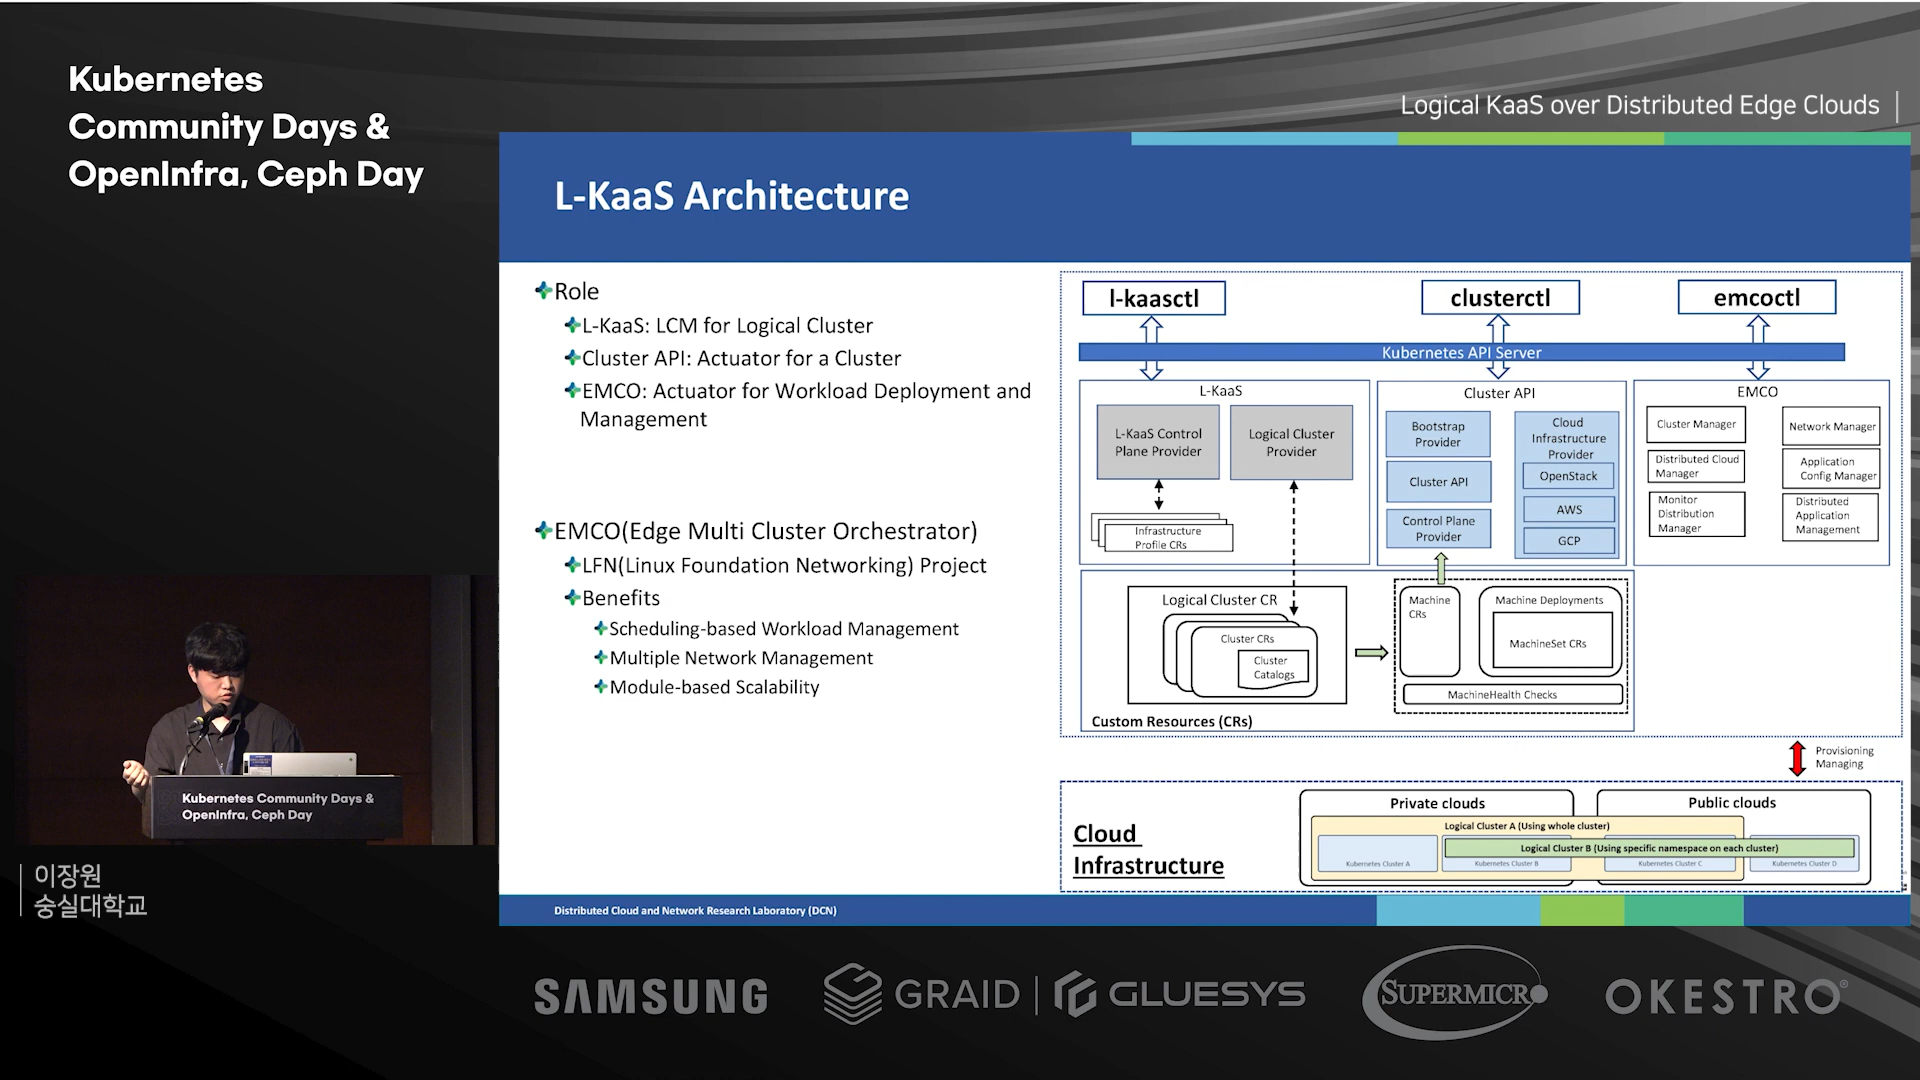 Kubernetes
Community Days &
OpenInfra, Ceph Day
Logical KaaS over Distributed Edge Clouds
L-KaaS Architecture
Role
L-KaaS: LCM for Logical Cluster
Cluster API: Actuator for a Cluster
EMCO: Actuator for Workload Deployment and
Management
EMCO(Edge Multi Cluster Orchestrator)
LFN(Linux Foundation Networking) Project
Benefits
Scheduling-based Workload Management
Multiple Network Management
Module-based Scalability
l-kaasctl
clusterctl
emcoctl
Kubernetes API Server
L-KaaS
L-KaaS Control
Plane Provider
Logical Cluster
Provider
Infrastructure
Profile CRs
Cluster API
Bootstrap
Provider
Cluster API
Control Plane
Provider
Cloud
Infrastructure
Provider
OpenStack
AWS
GCP
EMCO
Cluster Manager
Network Manager
Distributed Cloud
Manager
Application
Config Manager
Monitor
Distribution
Manager
Distributed
Application
Management
Logical Cluster CR
Cluster CRs
Cluster
Catalogs
Custom Resources (CRs)
Machine
CRs
Machine Deployments
MachineSet CRs
MachineHealth Checks
Provisioning
Managing
Cloud
Infrastructure
Private clouds
Public clouds
Logical Cluster A (Using whole cluster)
Logical Cluster B (Using specific namespace on each cluster)
Kubernetes Cluster A
Kubernetes Cluster B
Kubernetes Cluster C
Kubernetes Cluster D
Distributed Cloud and Network Research Laboratory (DCN)
Kubernetes Community Days &
OpenInfra, Ceph Day
이장원
숭실대학교
SAMSUNG
GRAID
GLUESYS
SUPERMICRO
OKESTRO